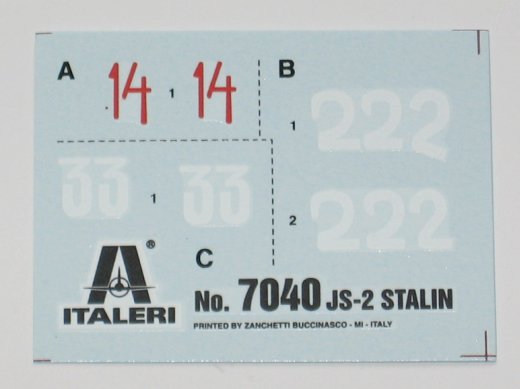 A
14 1 14
B
1 222
33 1 33
2 222
C
ITALERI®
No. 7040 JS-2 STALIN
PRINTED BY ZANCHETTI BUCCINASCO - MI - ITALY